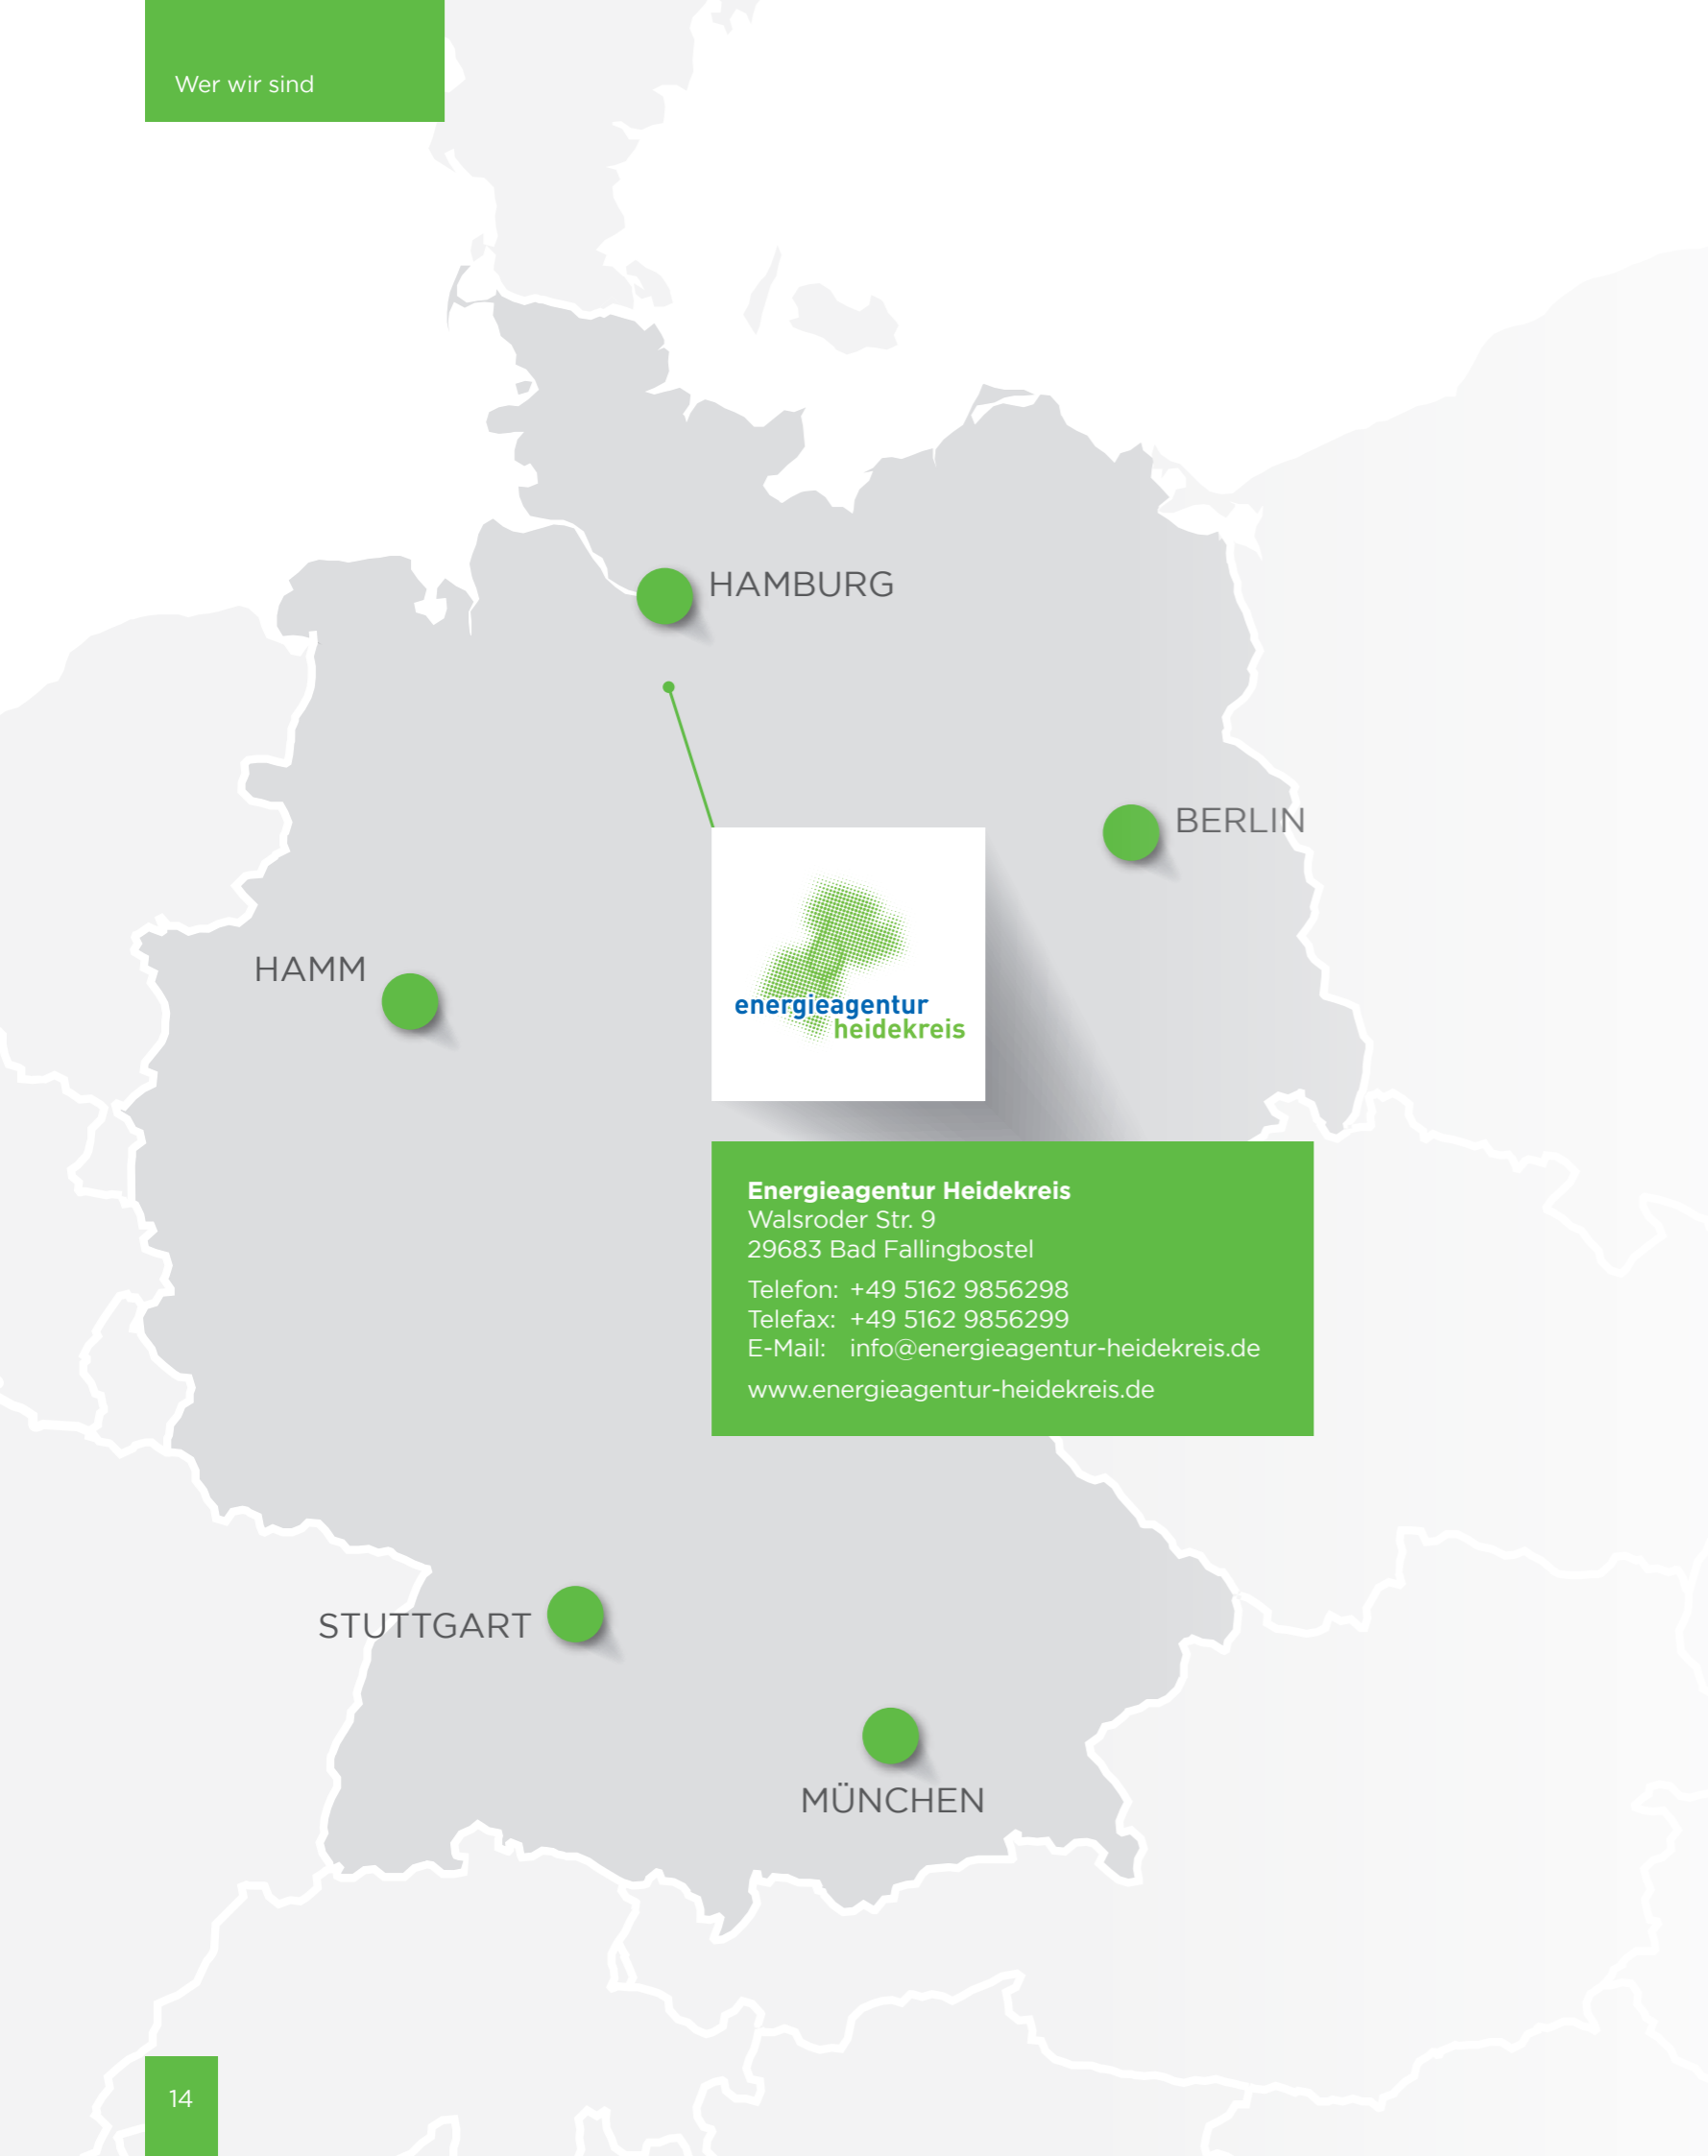 Wer wir sind
HAMBURG
BERLIN
HAMM
energieagentur
heidekreis
Energieagentur Heidekreis
Walsroder Str. 9
29683 Bad Fallingbostel
Telefon: +49 5162 9856298
Telefax: +49 5162 9856299
E-Mail: info@energieagentur-heidekreis.de
www.energieagentur-heidekreis.de
STUTTGART
MÜNCHEN
14